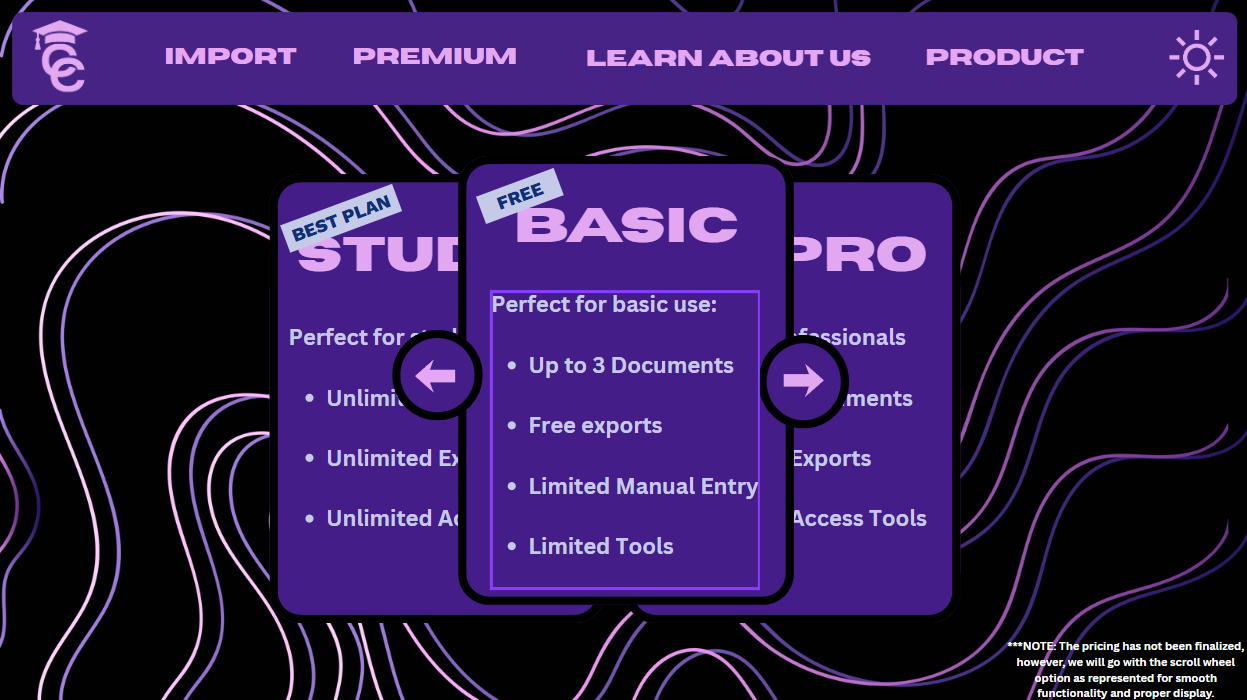 CC
IMPORT
PREMIUM
LEARN ABOUT US
PRODUCT
BEST PLAN
STUD
Perfect for
Unlimi
Unlimited Ex
Unlimited Ac
FREE
BASIC
Perfect for basic use:
Up to 3 Documents
Free exports
Limited Manual Entry
Limited Tools
PRO
fessionals
ments
Exports
Access Tools
***NOTE: The pricing has not been finalized,
however, we will go with the scroll wheel
option as represented for smooth
functionality and proper display.